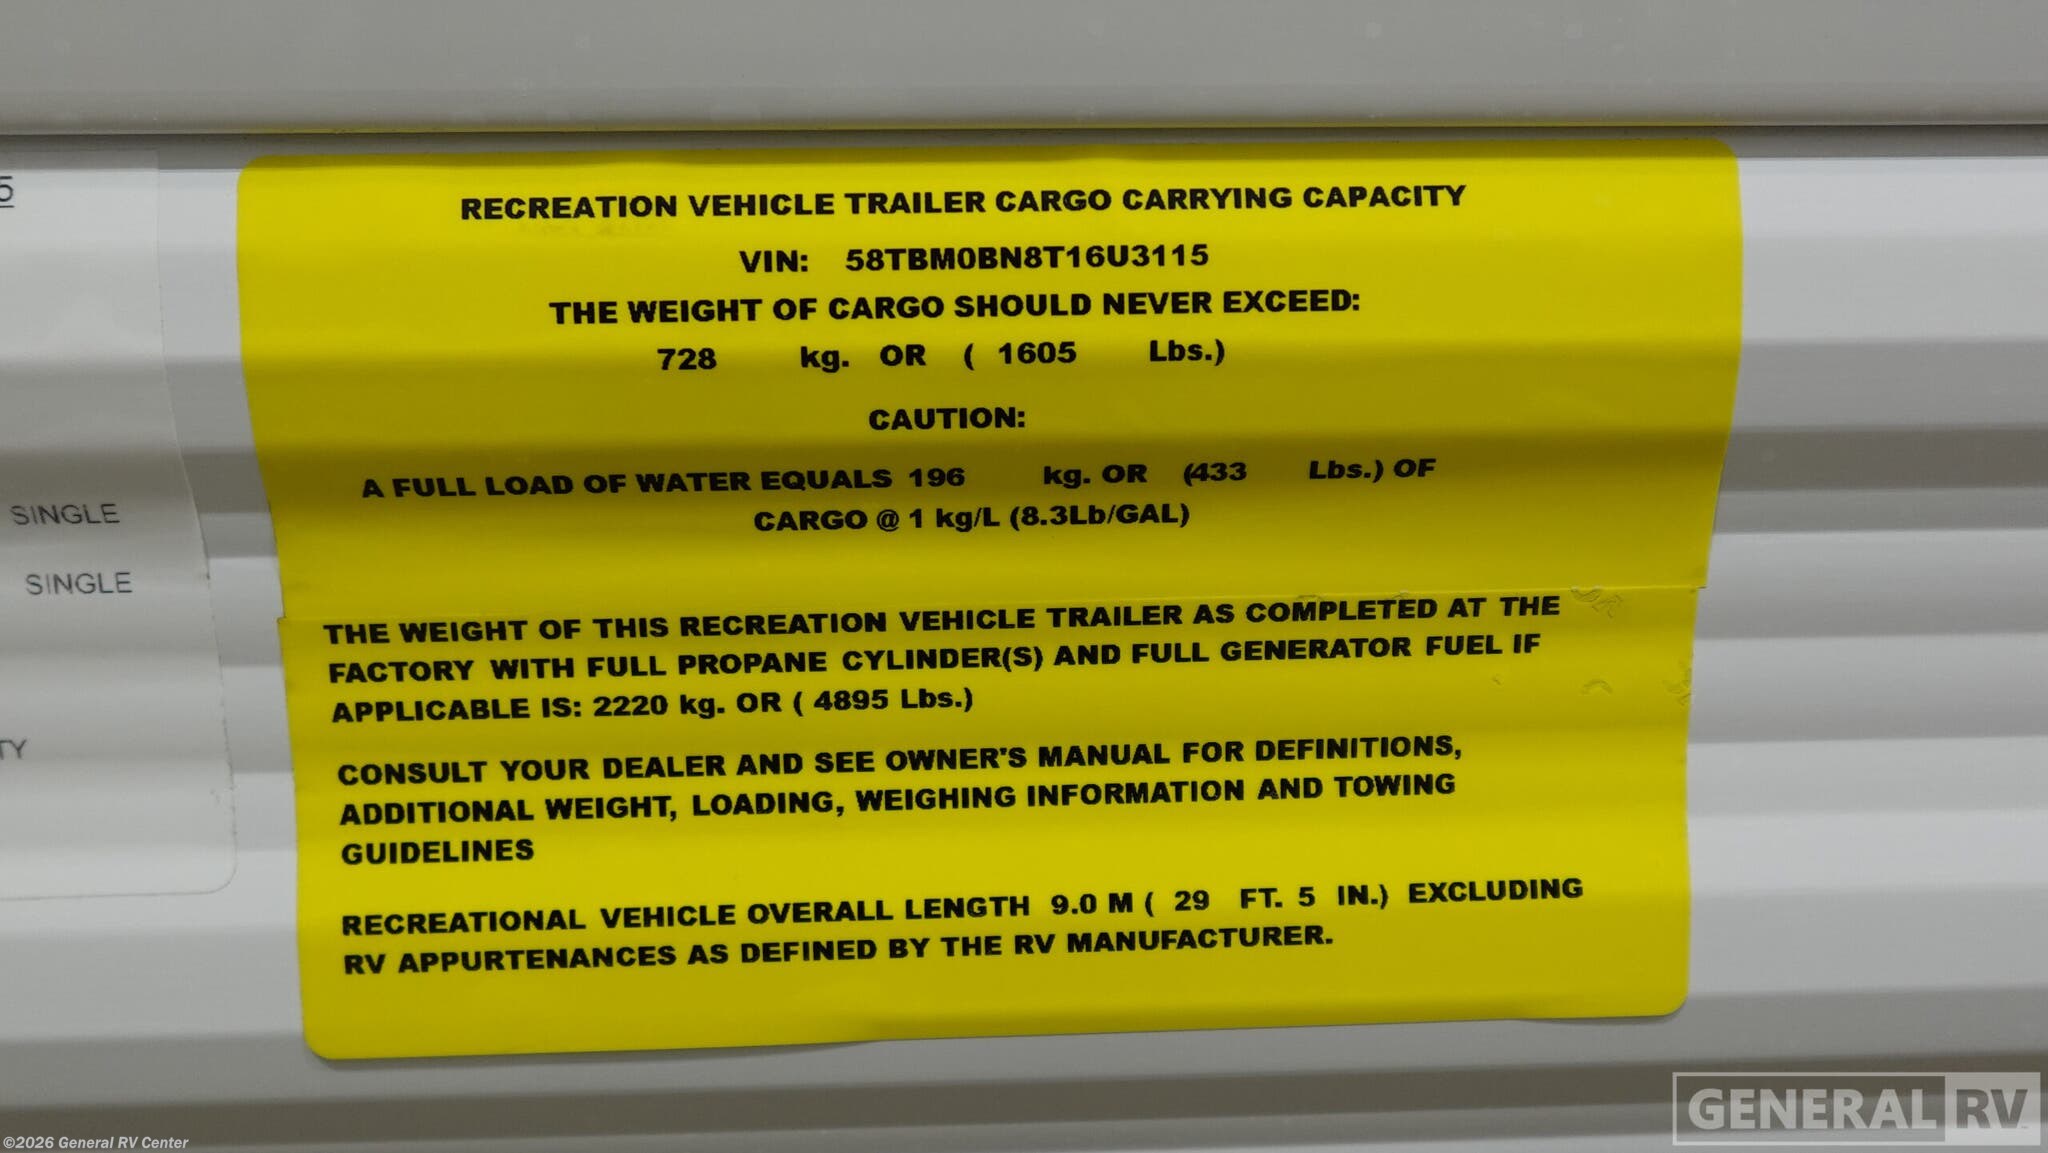 5
SINGLE
SINGLE
TY
RECREATION VEHICLE TRAILER CARGO CARRYING CAPACITY
VIN: 58TBM0BN8T16U3115
THE WEIGHT OF CARGO SHOULD NEVER EXCEED:
728 kg. OR ( 1605 Lbs.)
CAUTION:
A FULL LOAD OF WATER EQUALS 196 kg. OR (433 Lbs.) OF
CARGO @ 1 kg/L (8.3Lb/GAL)
THE WEIGHT OF THIS RECREATION VEHICLE TRAILER AS COMPLETED AT THE
FACTORY WITH FULL PROPANE CYLINDER(S) AND FULL GENERATOR FUEL IF
APPLICABLE IS: 2220 kg. OR ( 4895 Lbs.)
CONSULT YOUR DEALER AND SEE OWNER'S MANUAL FOR DEFINITIONS,
ADDITIONAL WEIGHT, LOADING, WEIGHING INFORMATION AND TOWING
GUIDELINES
RECREATIONAL VEHICLE OVERALL LENGTH 9.0 M ( 29 FT. 5 IN.) EXCLUDING
RV APPURTENANCES AS DEFINED BY THE RV MANUFACTURER.
GENERAL RV
©2026 General RV Center